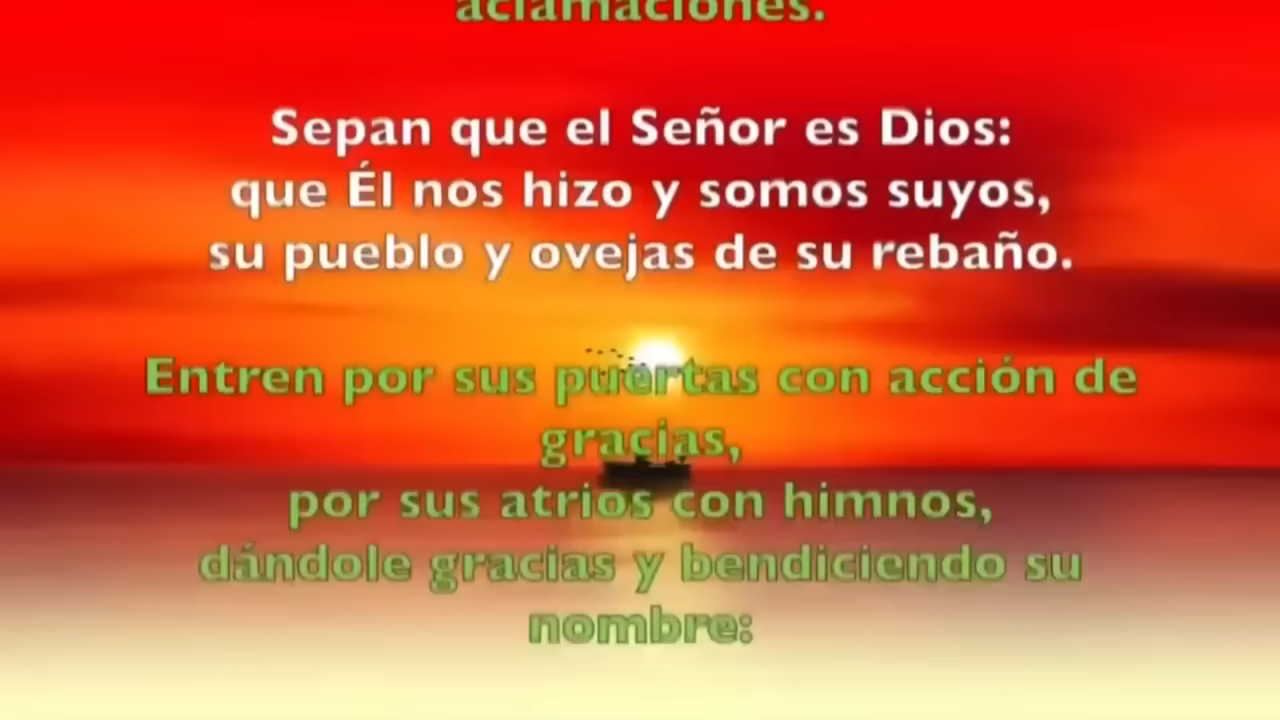 aclamaciones.
Sepan que el Señor es Dios:
que Él nos hizo y somos suyos,
su pueblo y ovejas de su rebaño.
Entren por sus puertas con acción de
gracias,
por sus atrios con himnos,
dándole gracias y bendiciendo su
nombre: